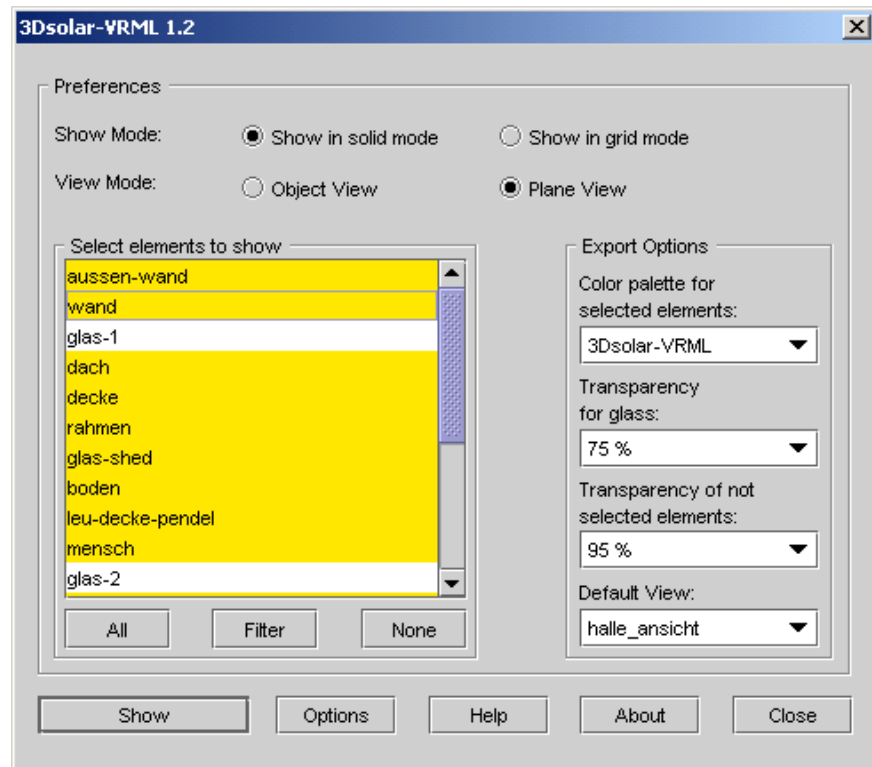 3Dsolar-VRML 1.2
Preferences
Show Mode:
Show in solid mode
Show in grid mode
View Mode:
Object View
Plane View
Select elements to show
aussen-wand
wand
glas-1
dach
decke
rahmen
glas-shed
boden
leu-decke-pendel
mensch
glas-2
All
Filter
None
Export Options
Color palette for
selected elements:
3Dsolar-VRML
Transparency
for glass:
75 %
Transparency of not
selected elements:
95 %
Default View:
halle_ansicht
Show
Options
Help
About
Close